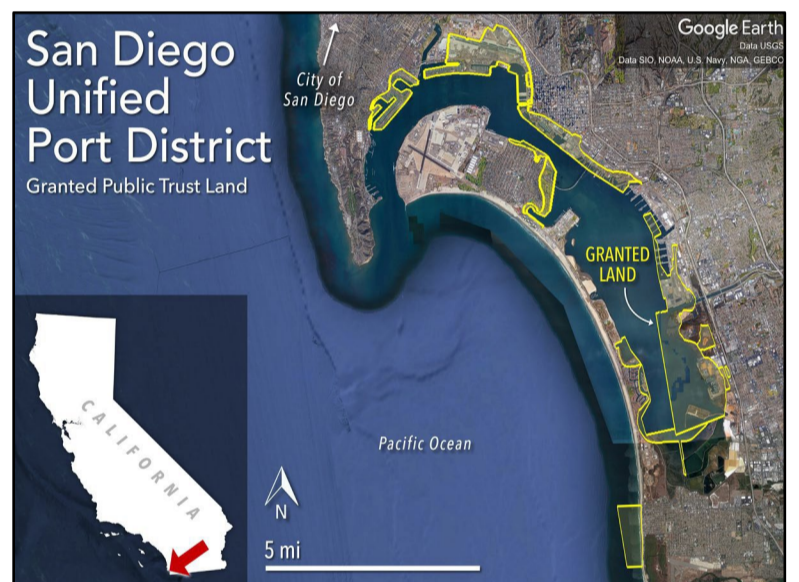 San Diego
Unified
Port District
Granted Public Trust Land
City of
San Diego
Google Earth
Data USGS
Data SIO, NOAA, U.S. Navy, NGA, GEBCO
GRANTED
LAND
Pacific Ocean
CALIFORNIA
N
5 mi